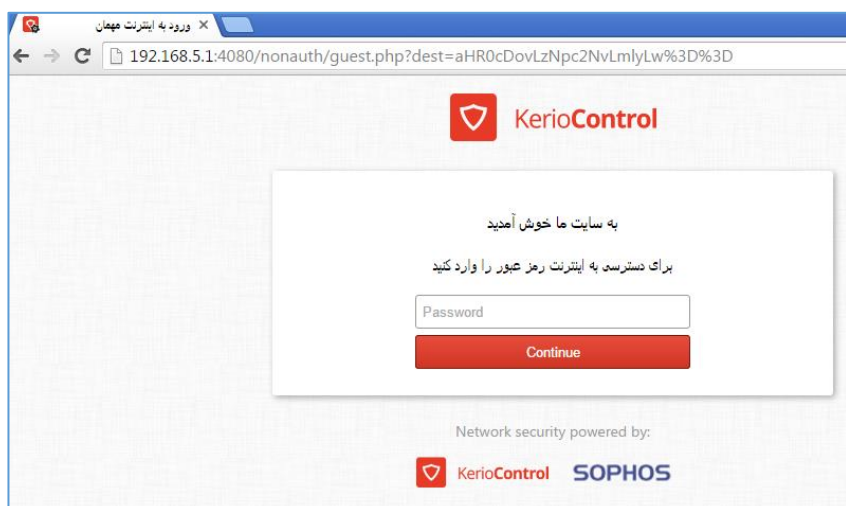 ورود به اینترنت مهمان
192.168.5.1:4080/nonauth/guest.php?dest=aHR0cDovLzNpc2NvLmlyLw%3D%3D
KerioControl
به سایت ما خوش آمدید
برای دسترسی به اینترنت رمز عبور را وارد کنید
Password
Continue
Network security powered by:
KerioControl SOPHOS